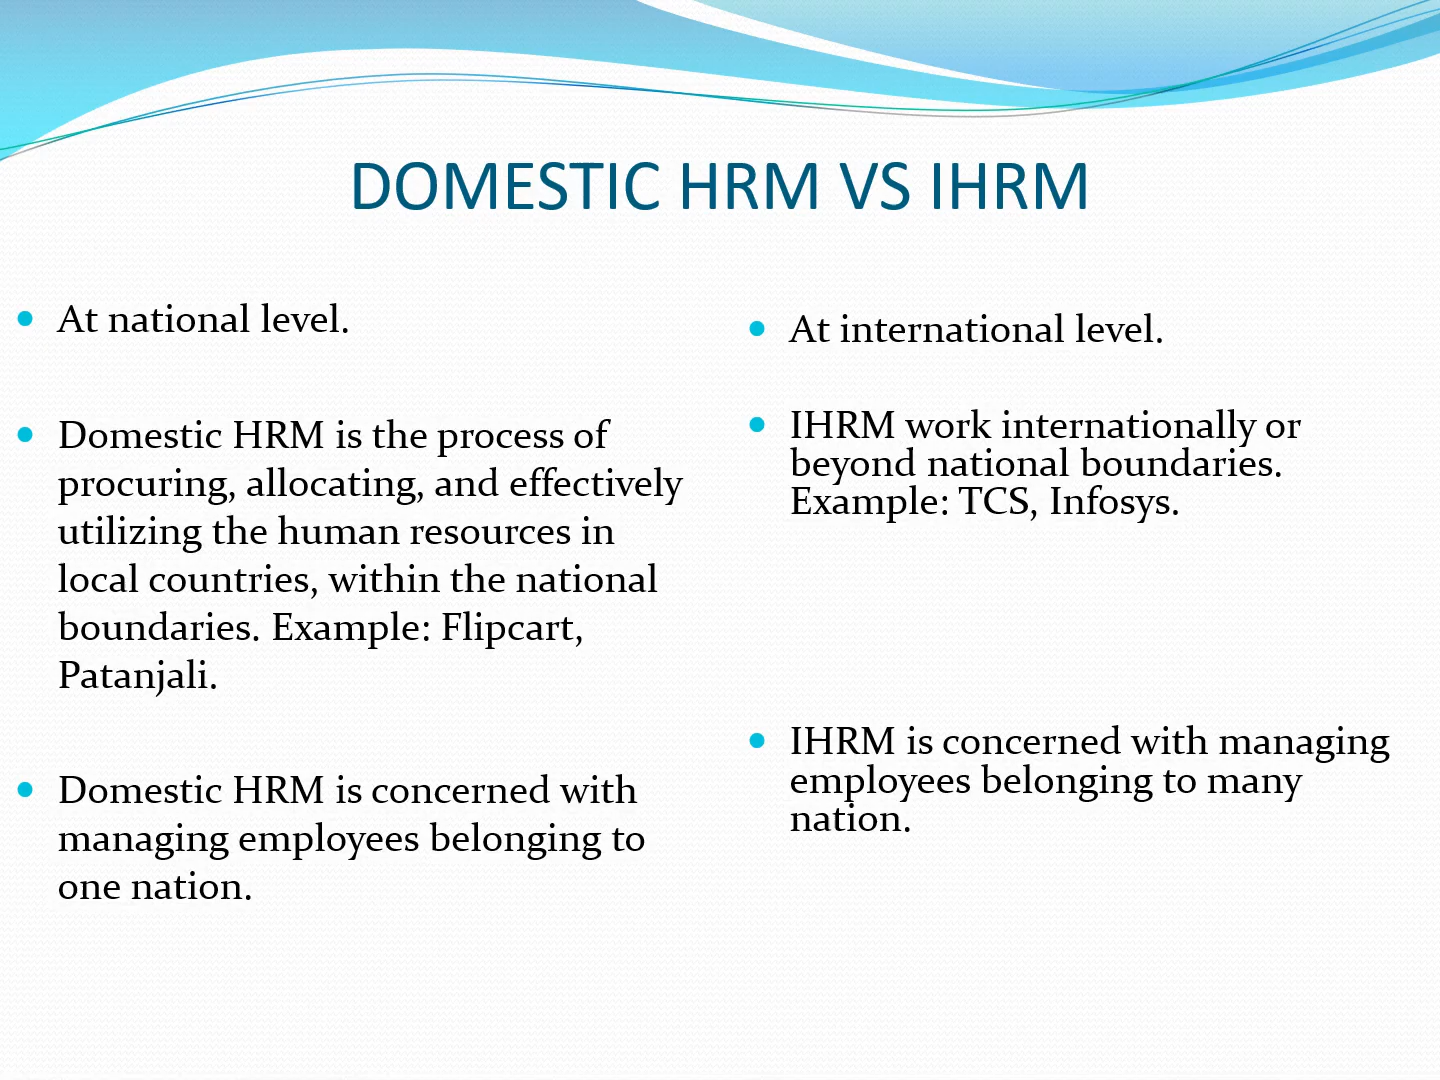 DOMESTIC HRM VS IHRM
At national level.
Domestic HRM is the process of
procuring, allocating, and effectively
utilizing the human resources in
local countries, within the national
boundaries. Example: Flipcart,
Patanjali.
Domestic HRM is concerned with
managing employees belonging to
one nation.
At international level.
IHRM work internationally or
beyond national boundaries.
Example: TCS, Infosys.
IHRM is concerned with managing
employees belonging to many
nation.